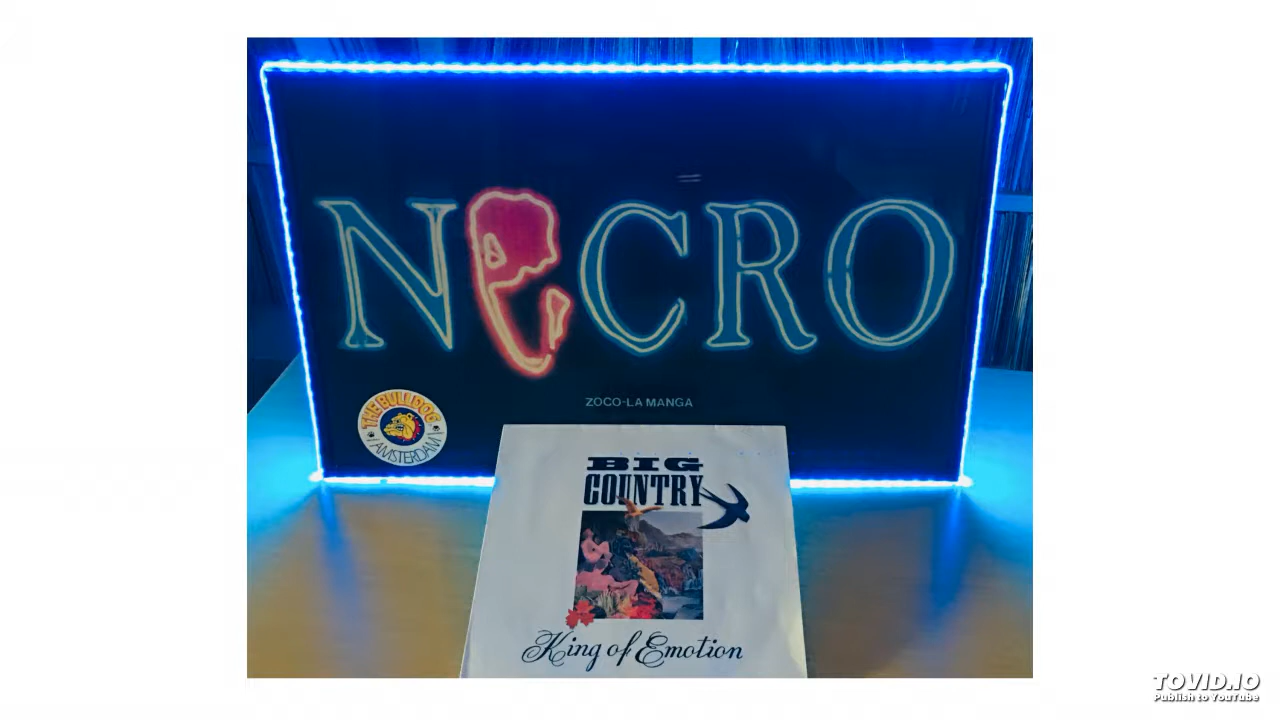 NeCRO
ZOCO-LA MANGA
THE BULLDOG
AMSTERDAM
BIG
COUNTRY
King of Emotion
TOVID.IO
Publish to YouTube